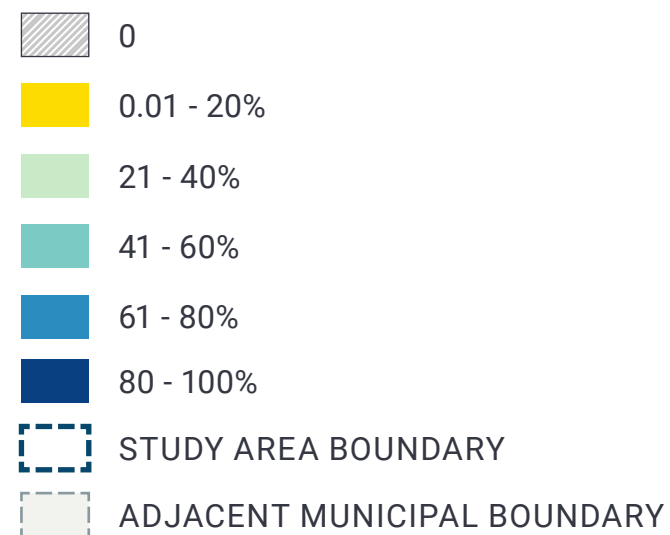 0
0.01 - 20%
21 - 40%
41 - 60%
61 - 80%
80 - 100%
STUDY AREA BOUNDARY
ADJACENT MUNICIPAL BOUNDARY